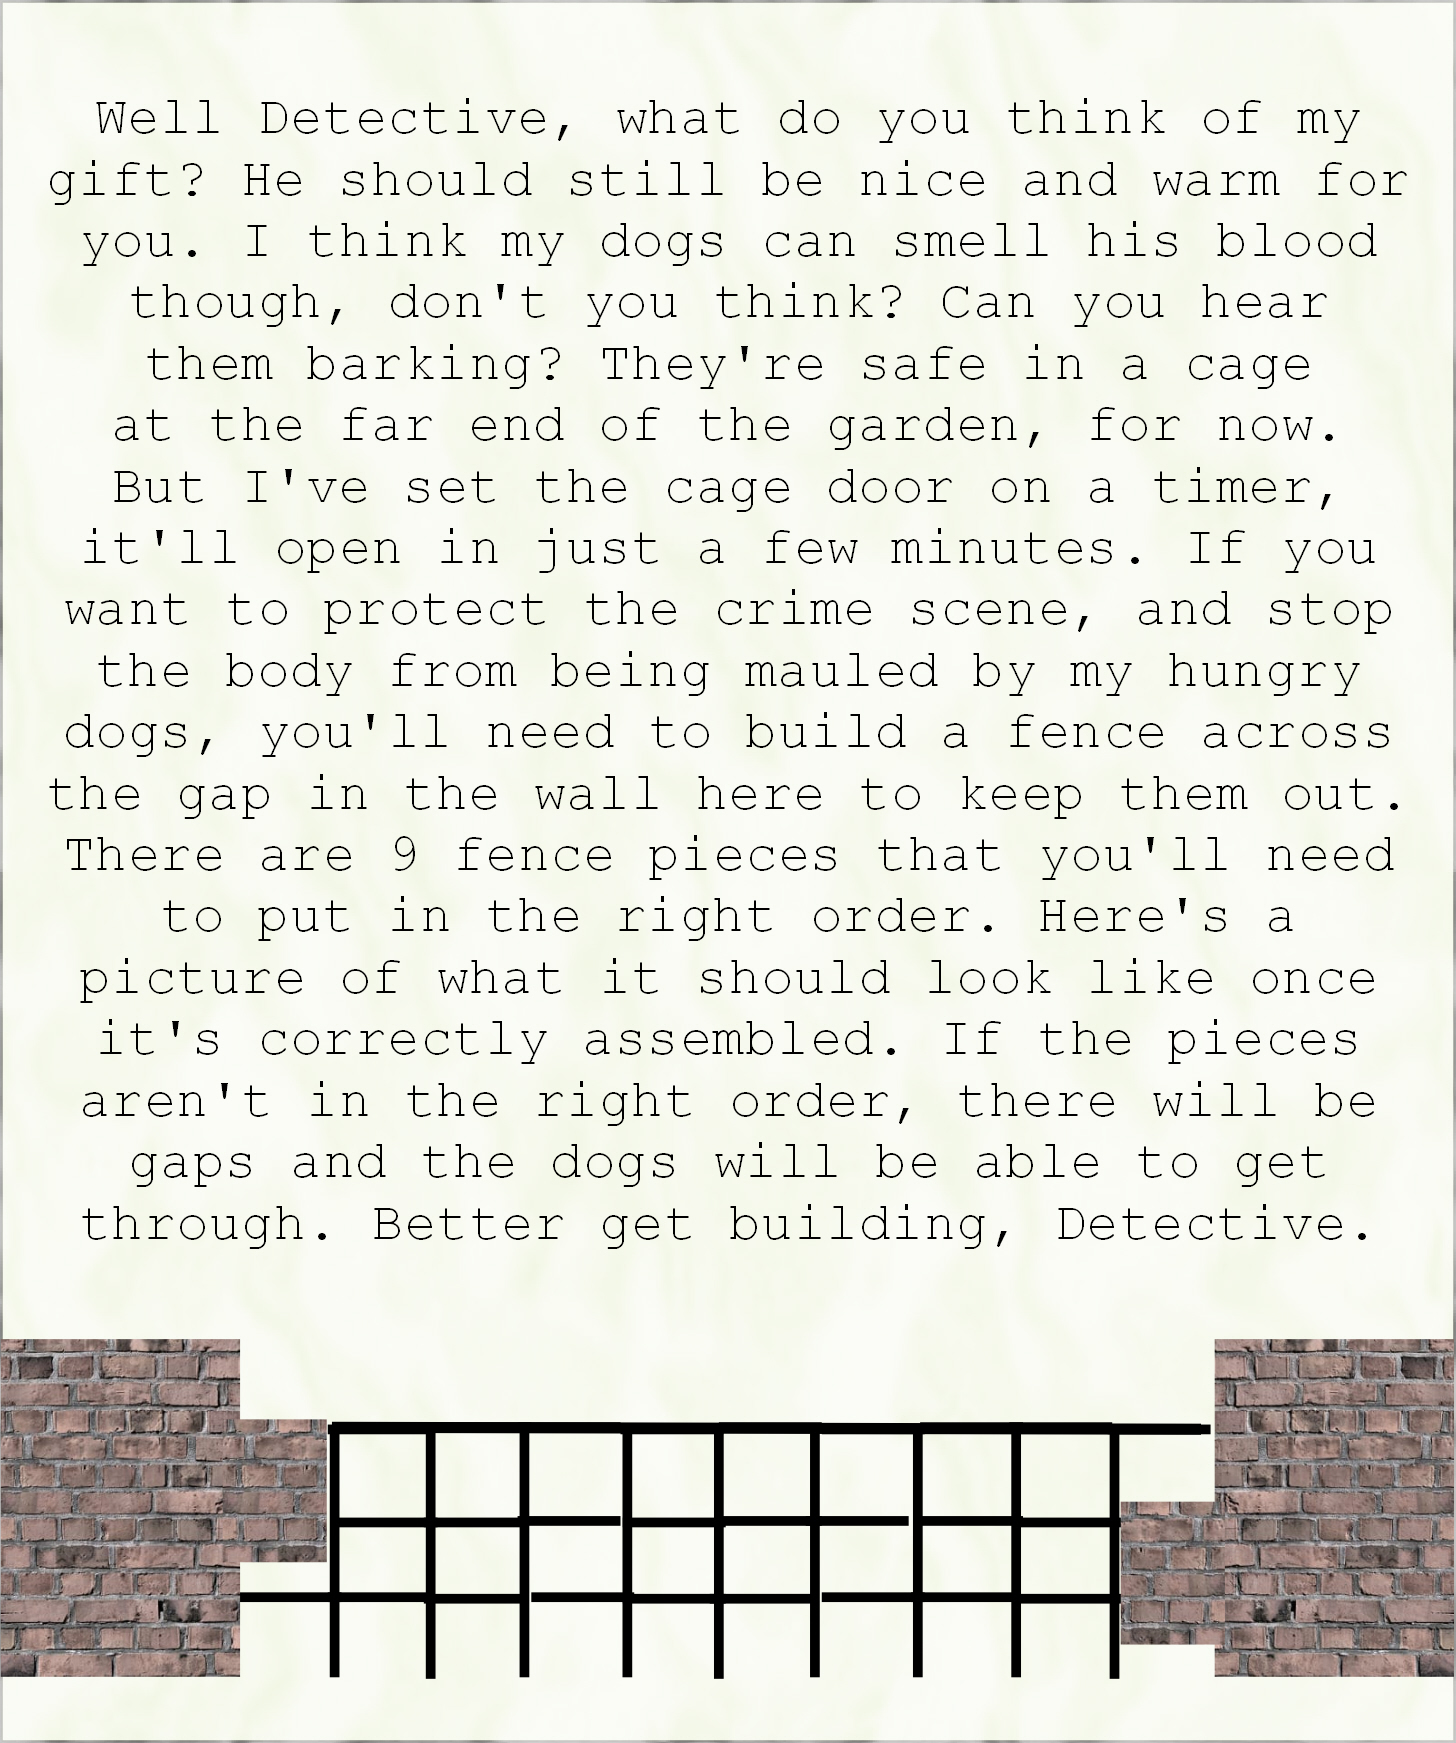 Well Detective, what do you think of my
gift? He should still be nice and warm for
you. I think my dogs can smell his blood
though, don't you think? Can you hear
them barking? They're safe in a cage
at the far end of the garden, for now.
But I've set the cage door on a timer,
it'll open in just a few minutes. If you
want to protect the crime scene, and stop
the body from being mauled by my hungry
dogs, you'll need to build a fence across
the gap in the wall here to keep them out.
There are 9 fence pieces that you'll need
to put in the right order. Here's a
picture of what it should look like once
it's correctly assembled. If the pieces
aren't in the right order, there will be
gaps and the dogs will be able to get
through. Better get building, Detective.